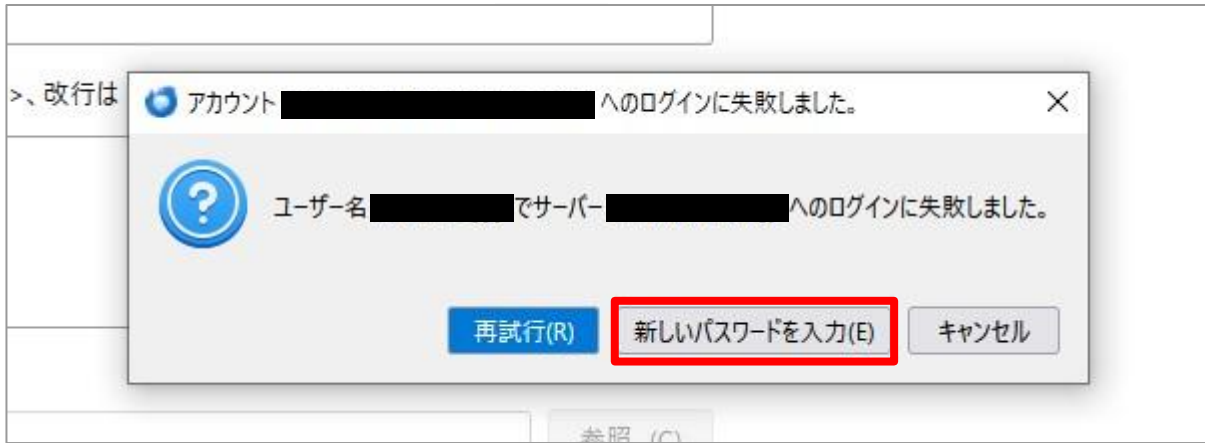 >、改行は
アカウント へのログインに失敗しました。
ユーザー名 でサーバー へのログインに失敗しました。
再試行(R) 新しいパスワードを入力(E) キャンセル
参照 (C)